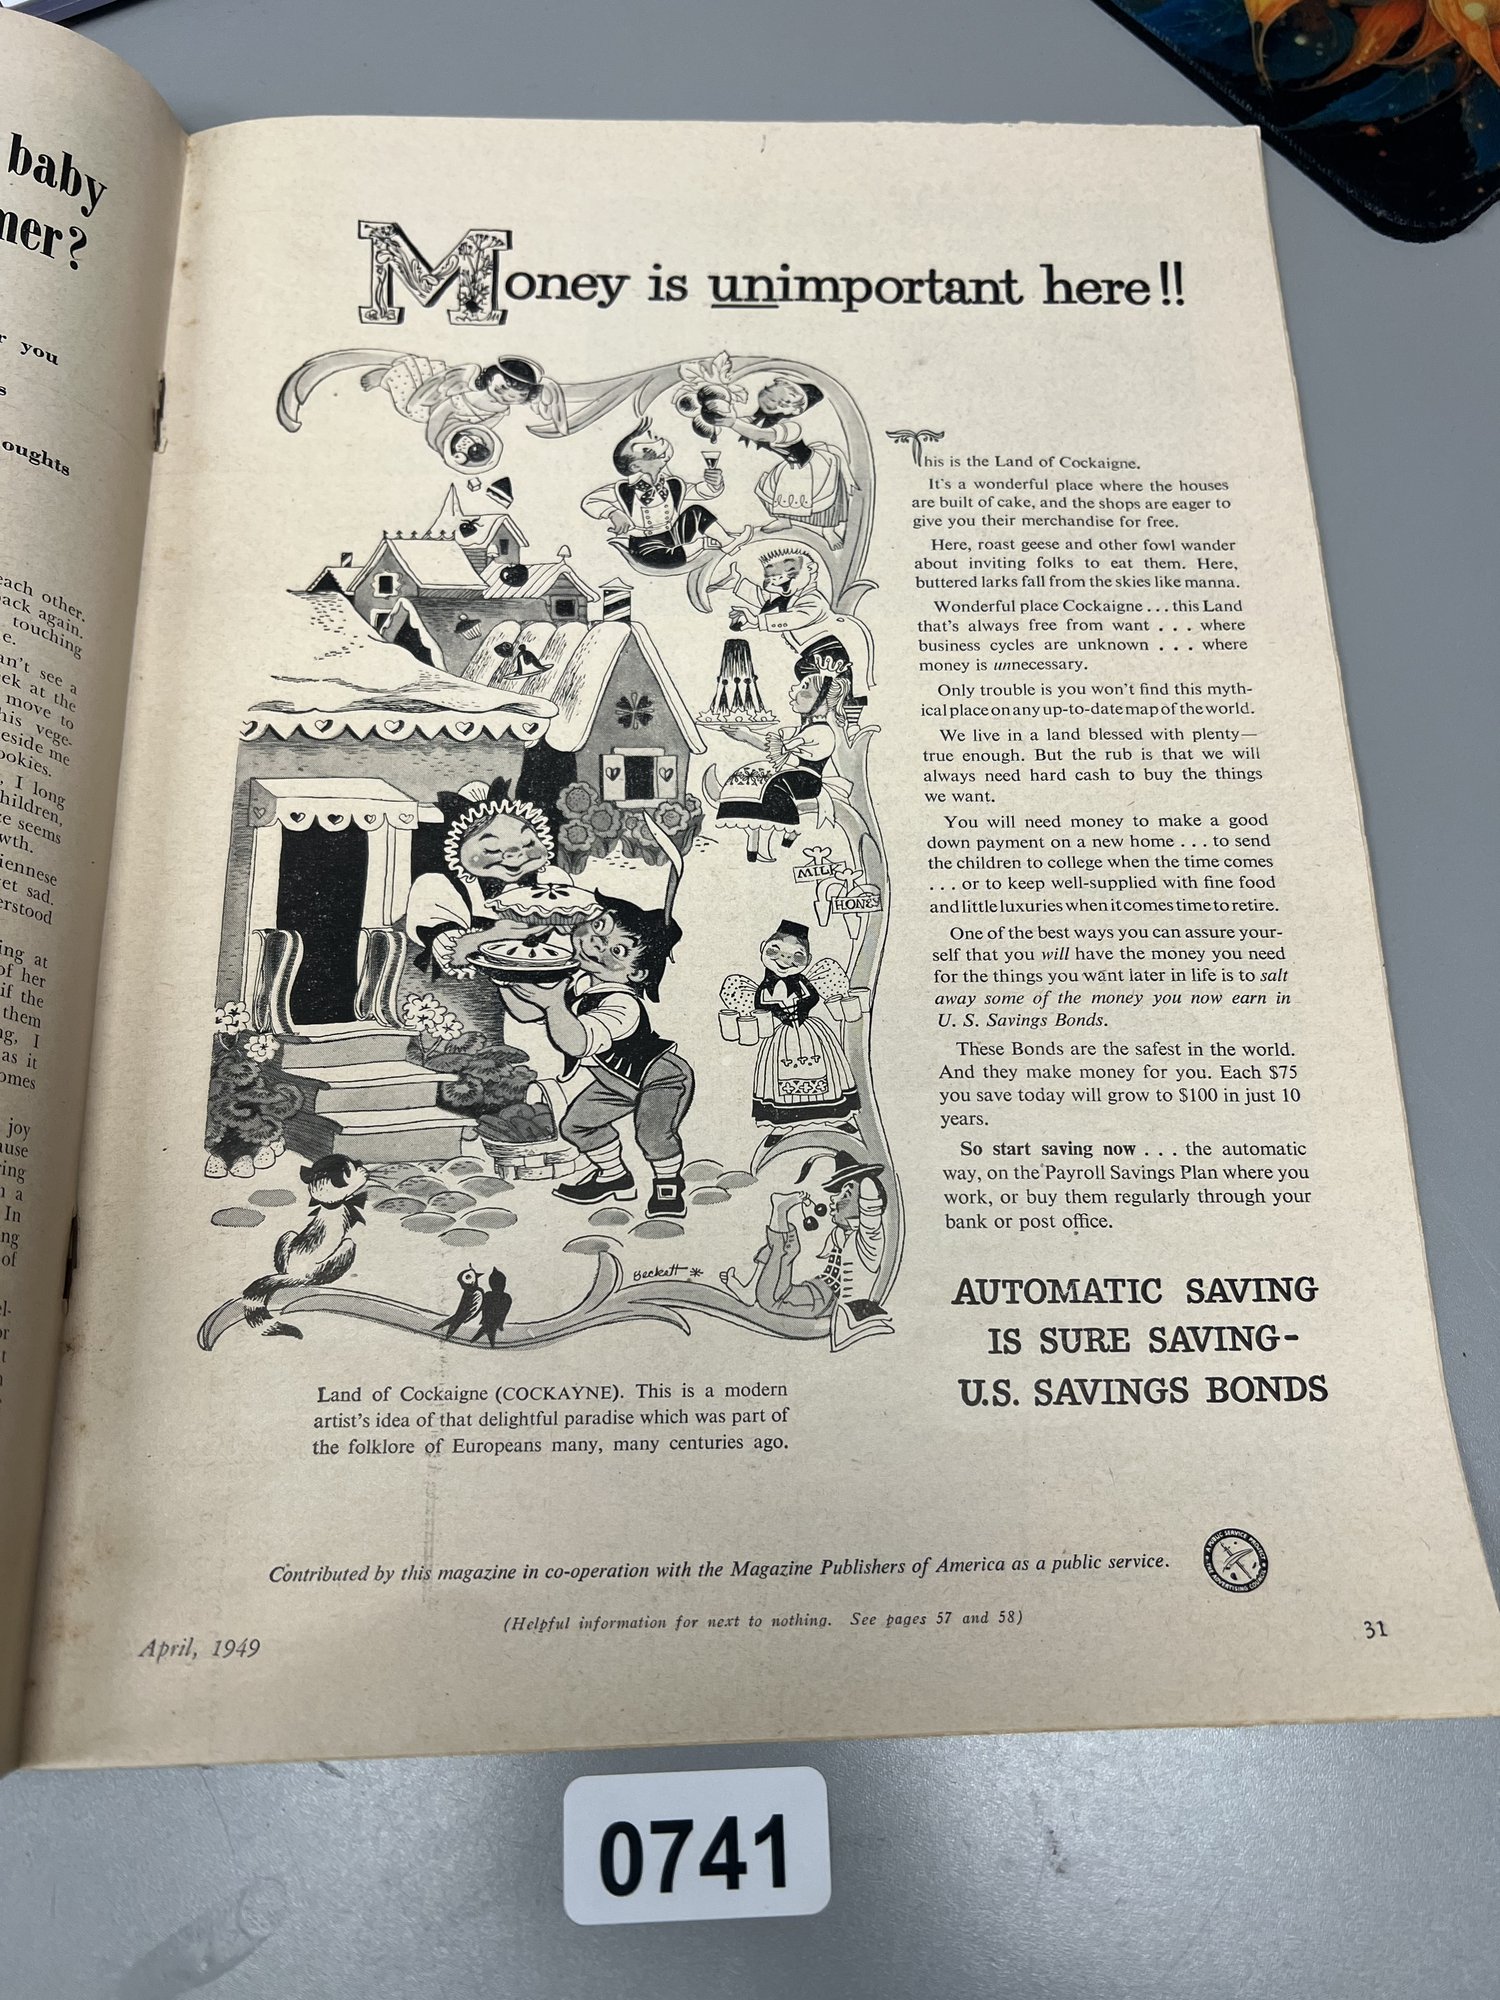 baby
mer?
r you
s
oughts
each other.
back again.
touching
e.
an't see a
ek at the
move to
his vege-
eside me
ookies.
, I long
children,
ce seems
wth.
iennese
et sad.
erstood
ing at
of her
if the
them
ng, I
as it
omes
joy
ause
ring
n a
In
ng
of
el-
or
t
Money is unimportant here!!
This is the Land of Cockaigne.
It's a wonderful place where the houses
are built of cake, and the shops are eager to
give you their merchandise for free.
Here, roast geese and other fowl wander
about inviting folks to eat them. Here,
buttered larks fall from the skies like manna.
Wonderful place Cockaigne . . . this Land
that's always free from want . . . where
business cycles are unknown . . . where
money is unnecessary.
Only trouble is you won't find this myth-
ical place on any up-to-date map of the world.
We live in a land blessed with plenty—
true enough. But the rub is that we will
always need hard cash to buy the things
we want.
You will need money to make a good
down payment on a new home . . . to send
the children to college when the time comes
. . . or to keep well-supplied with fine food
and little luxuries when it comes time to retire.
One of the best ways you can assure your-
self that you will have the money you need
for the things you want later in life is to salt
away some of the money you now earn in
U. S. Savings Bonds.
These Bonds are the safest in the world.
And they make money for you. Each $75
you save today will grow to $100 in just 10
years.
So start saving now . . . the automatic
way, on the Payroll Savings Plan where you
work, or buy them regularly through your
bank or post office.
AUTOMATIC SAVING
IS SURE SAVING-
U.S. SAVINGS BONDS
MILK
HONEY
Beckett *
Land of Cockaigne (COCKAYNE). This is a modern
artist's idea of that delightful paradise which was part of
the folklore of Europeans many, many centuries ago.
Contributed by this magazine in co-operation with the Magazine Publishers of America as a public service.
A PUBLIC SERVICE PROJECT
OF THE ADVERTISING COUNCIL
(Helpful information for next to nothing. See pages 57 and 58)
April, 1949
31
0741